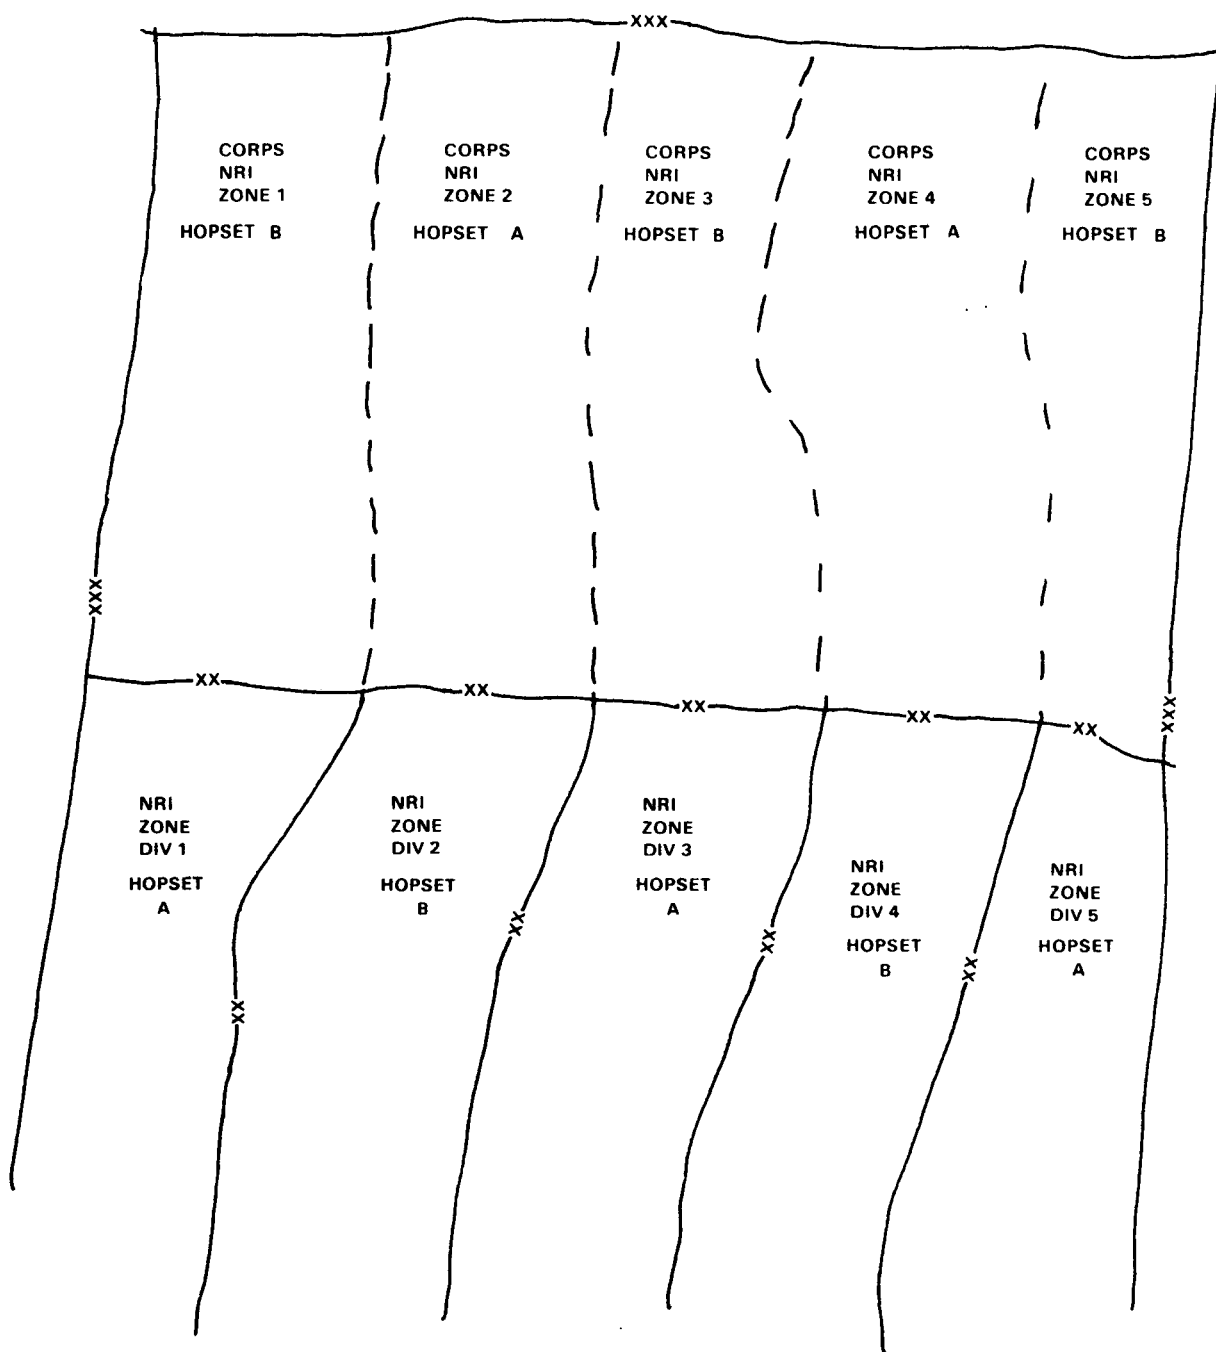 XXX
CORPS
NRI
ZONE 1
HOPSET B
CORPS
NRI
ZONE 2
HOPSET A
CORPS
NRI
ZONE 3
HOPSET B
CORPS
NRI
ZONE 4
HOPSET A
CORPS
NRI
ZONE 5
HOPSET B
XXX
XX
XX
XX
XX
XX
XXX
NRI
ZONE
DIV 1
HOPSET
A
XX
NRI
ZONE
DIV 2
HOPSET
B
XX
NRI
ZONE
DIV 3
HOPSET
A
XX
NRI
ZONE
DIV 4
HOPSET
B
XX
NRI
ZONE
DIV 5
HOPSET
A